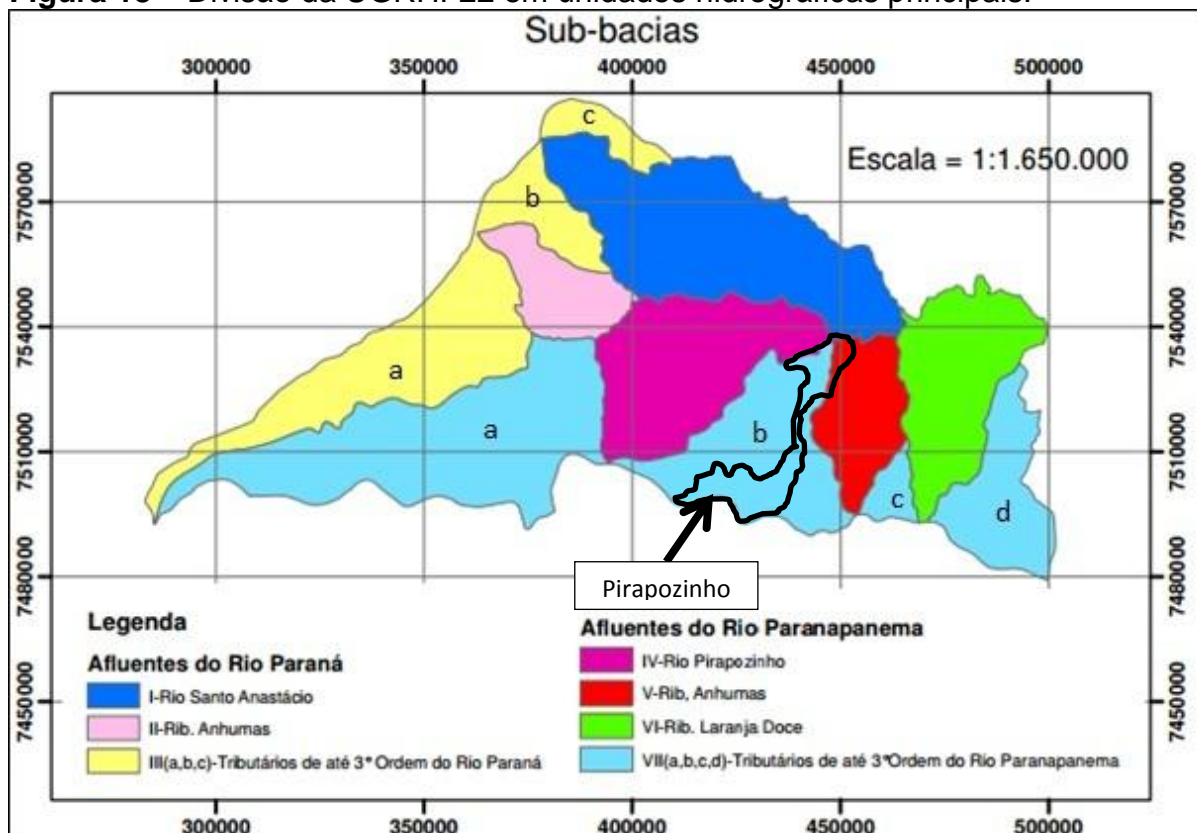 Sub-bacias
300000 350000 400000 450000 500000
Escala = 1:1.650.000
7570000 7570000
7540000 7540000
7510000 7510000
7480000 7480000
7450000 7450000
c
b
a
a
b
c
d
Pirapozinho
Legenda
Afluentes do Rio Paraná
I-Rio Santo Anastácio
II-Rib. Anhumas
III(a,b,c)-Tributários de até 3ª Ordem do Rio Paraná
Afluentes do Rio Paranapanema
IV-Rio Pirapozinho
V-Rib, Anhumas
VI-Rib. Laranja Doce
VII(a,b,c,d)-Tributários de até 3ªOrdem do Rio Paranapanema
300000 350000 400000 450000 500000